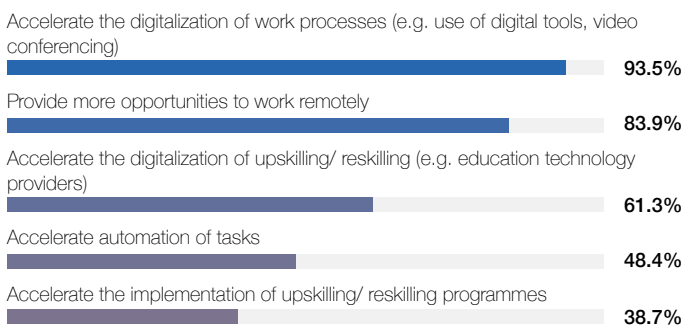 Accelerate the digitalization of work processes (e.g. use of digital tools, video
conferencing)
93.5%
Provide more opportunities to work remotely
83.9%
Accelerate the digitalization of upskilling/ reskilling (e.g. education technology
providers)
61.3%
Accelerate automation of tasks
48.4%
Accelerate the implementation of upskilling/ reskilling programmes
38.7%